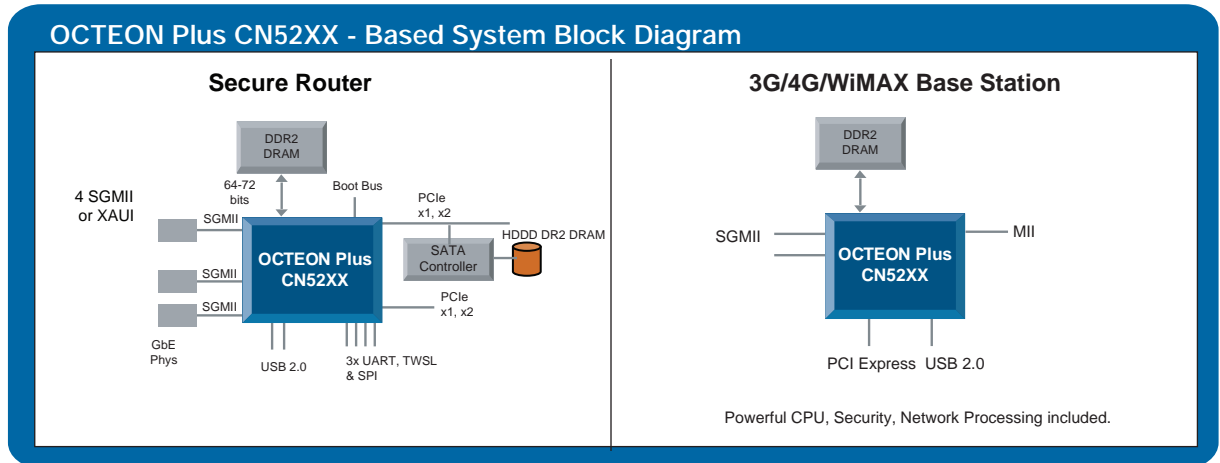 OCTEON Plus CN52XX - Based System Block Diagram
Secure Router
DDR2
DRAM
64-72
bits
Boot Bus
PCIe
x1, x2
4 SGMII
or XAUI
SGMII
HDDD DR2 DRAM
SATA
Controller
OCTEON Plus
CN52XX
SGMII
SGMII
PCIe
x1, x2
GbE
Phys
USB 2.0
3x UART, TWSL
& SPI
3G/4G/WiMAX Base Station
DDR2
DRAM
SGMII
MII
OCTEON Plus
CN52XX
PCI Express
USB 2.0
Powerful CPU, Security, Network Processing included.